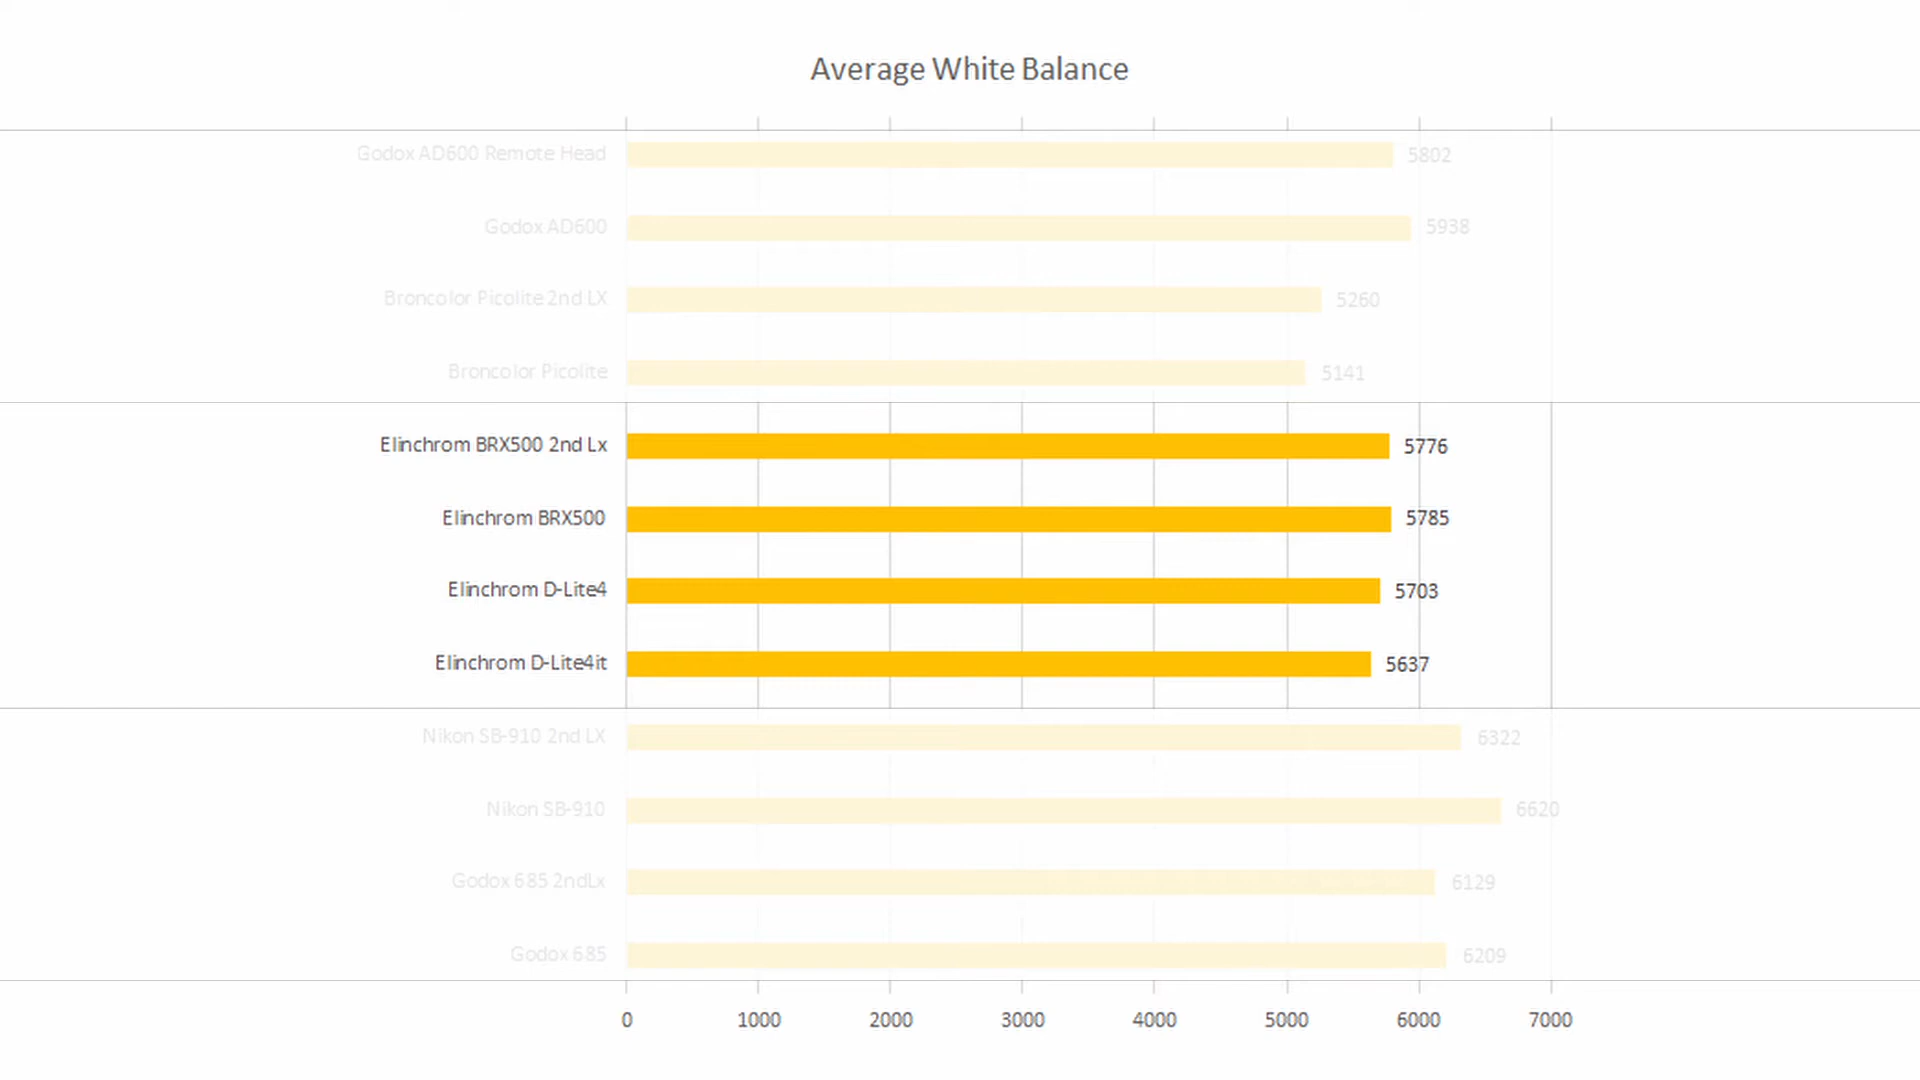 Average White Balance
Godox AD600 Remote Head 5802
Godox AD600 5938
Broncolor Picolite 2nd LX 5260
Broncolor Picolite 5141
Elinchrom BRX500 2nd Lx 5776
Elinchrom BRX500 5785
Elinchrom D-Lite4 5703
Elinchrom D-Lite4it 5637
Nikon SB-910 2nd LX 6322
Nikon SB-910 6620
Godox 685 2ndLx 6129
Godox 685 6209
0 1000 2000 3000 4000 5000 6000 7000